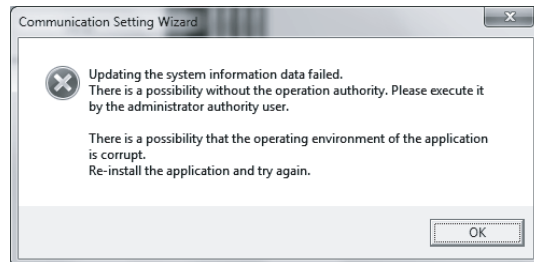 Communication Setting Wizard
Updating the system information data failed.
There is a possibility without the operation authority. Please execute it
by the administrator authority user.
There is a possibility that the operating environment of the application
is corrupt.
Re-install the application and try again.
OK